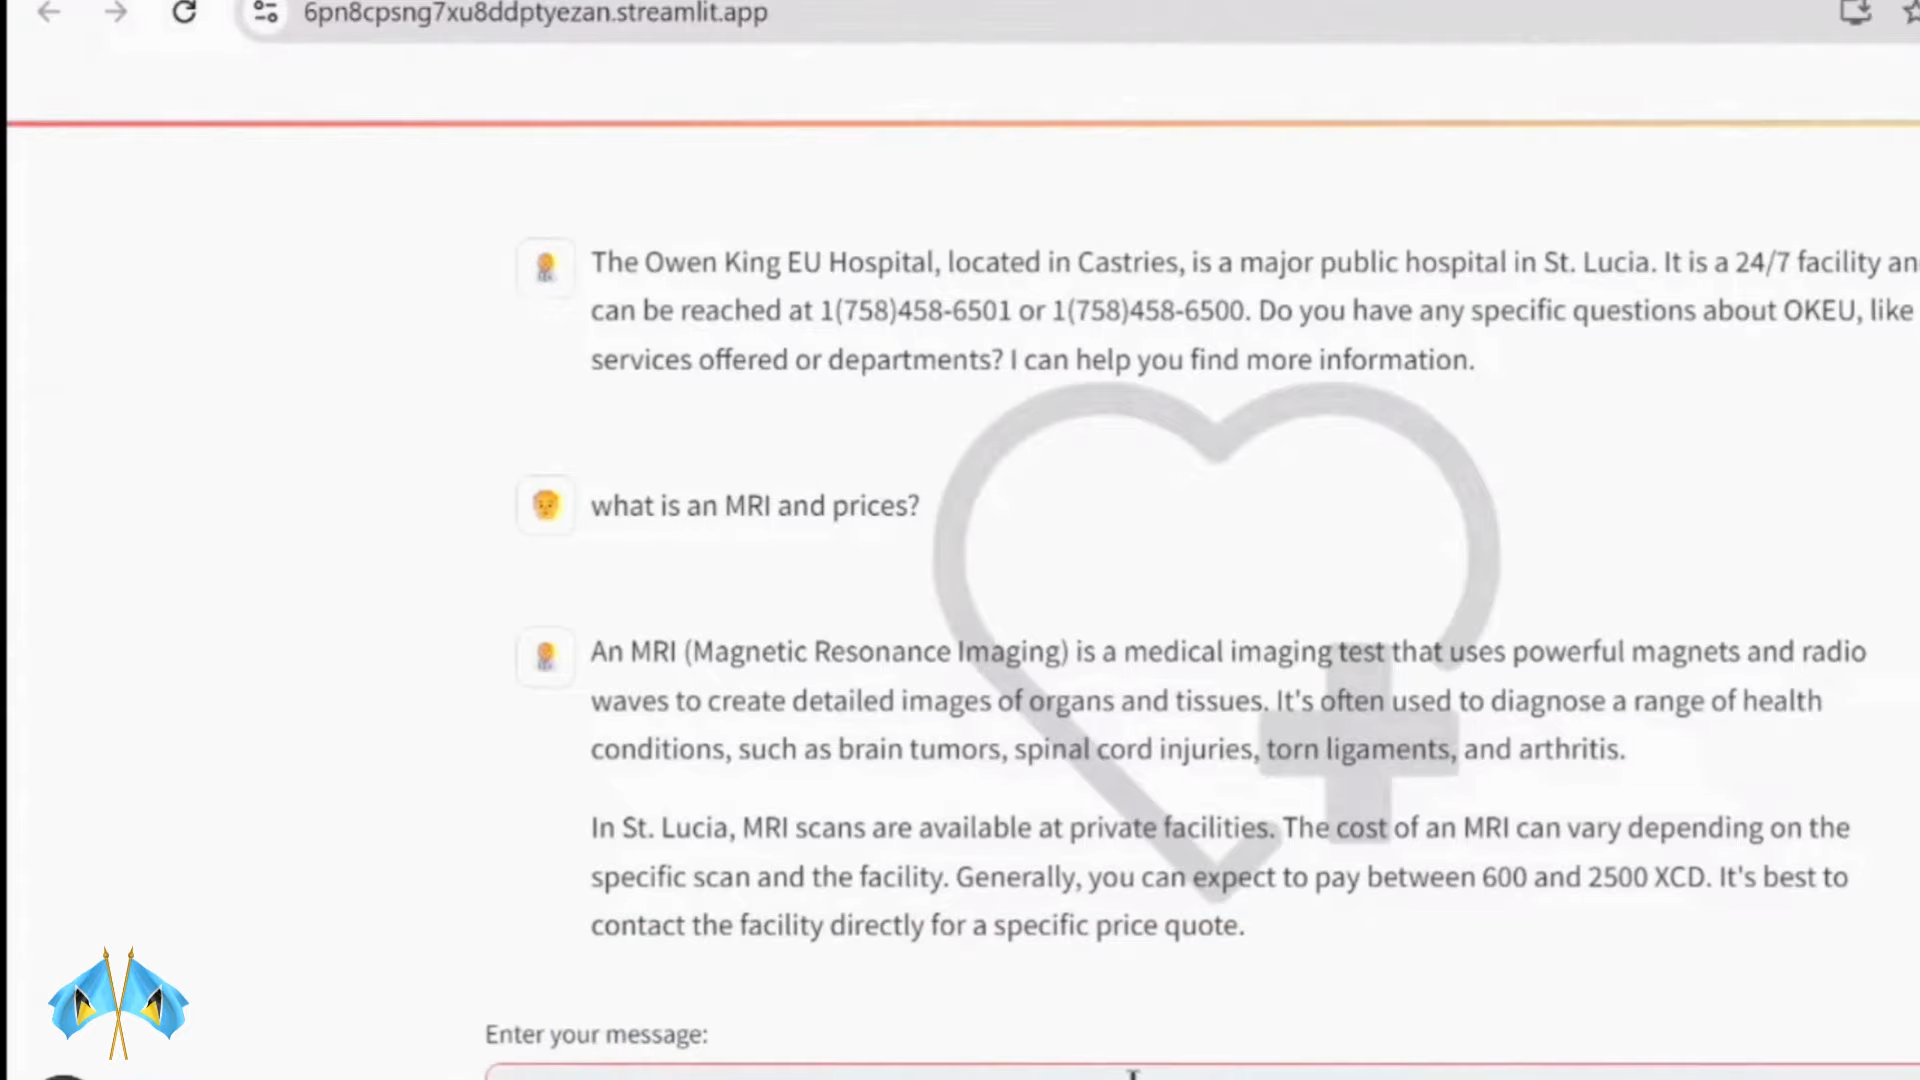 6pn8cpsng7xu8ddptyezan.streamlit.app
The Owen King EU Hospital, located in Castries, is a major public hospital in St. Lucia. It is a 24/7 facility an
can be reached at 1(758)458-6501 or 1(758)458-6500. Do you have any specific questions about OKEU, like
services offered or departments? I can help you find more information.
what is an MRI and prices?
An MRI (Magnetic Resonance Imaging) is a medical imaging test that uses powerful magnets and radio
waves to create detailed images of organs and tissues. It's often used to diagnose a range of health
conditions, such as brain tumors, spinal cord injuries, torn ligaments, and arthritis.
In St. Lucia, MRI scans are available at private facilities. The cost of an MRI can vary depending on the
specific scan and the facility. Generally, you can expect to pay between 600 and 2500 XCD. It's best to
contact the facility directly for a specific price quote.
Enter your message: